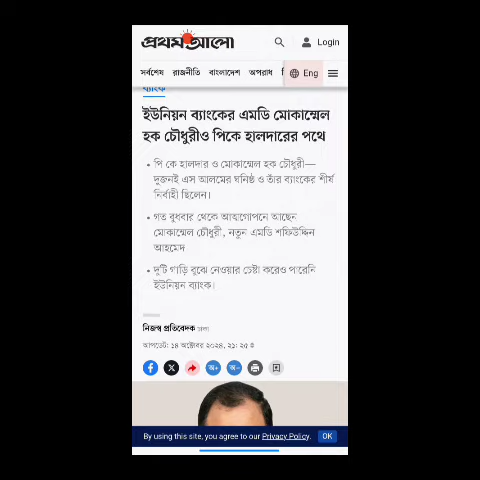 প্রথম আলো
Login
সর্বশেষ রাজনীতি বাংলাদেশ অপরাধ
Eng
ব্যাংক
ইউনিয়ন ব্যাংকের এমডি মোকাম্মেল
হক চৌধুরীও পিকে হালদারের পথে
পি কে হালদার ও মোকাম্মেল হক চৌধুরী—
দুজনই এস আলমের ঘনিষ্ঠ ও তাঁর ব্যাংকের শীর্ষ
নির্বাহী ছিলেন।
গত বুধবার থেকে আত্মগোপনে আছেন
মোকাম্মেল চৌধুরী, নতুন এমডি শফিউদ্দিন
আহমেদ
দুটি গাড়ি বুঝে নেওয়ার চেষ্টা করেও পারেনি
ইউনিয়ন ব্যাংক।
নিজস্ব প্রতিবেদক ঢাকা
আপডেট: ১৪ অক্টোবর ২০২৪, ২১: ২৫
অ+ অ-
By using this site, you agree to our Privacy Policy. OK